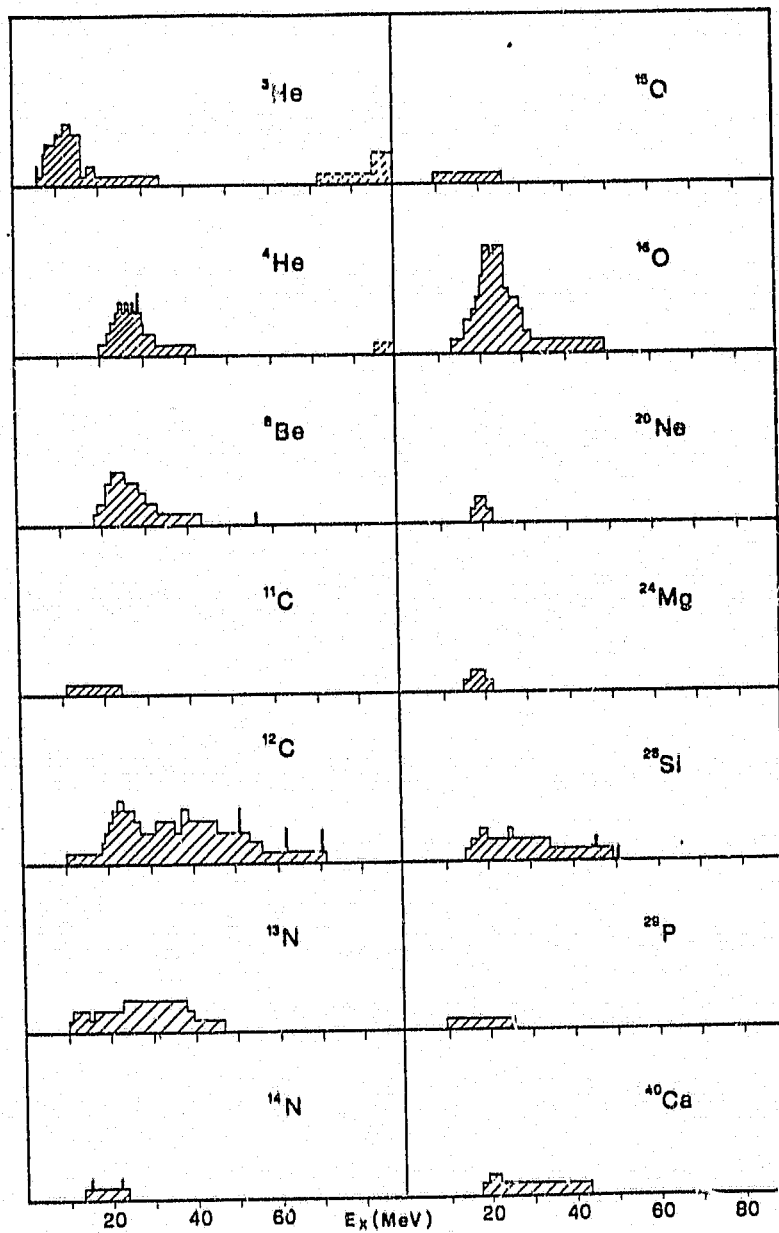 ³He
¹⁵O
⁴He
¹⁶O
⁸Be
²⁰Ne
¹¹C
²⁴Mg
¹²C
²⁸Si
¹³N
²⁹P
¹⁴N
⁴⁰Ca
20 40 60 Eₓ(MeV) 20 40 60 80